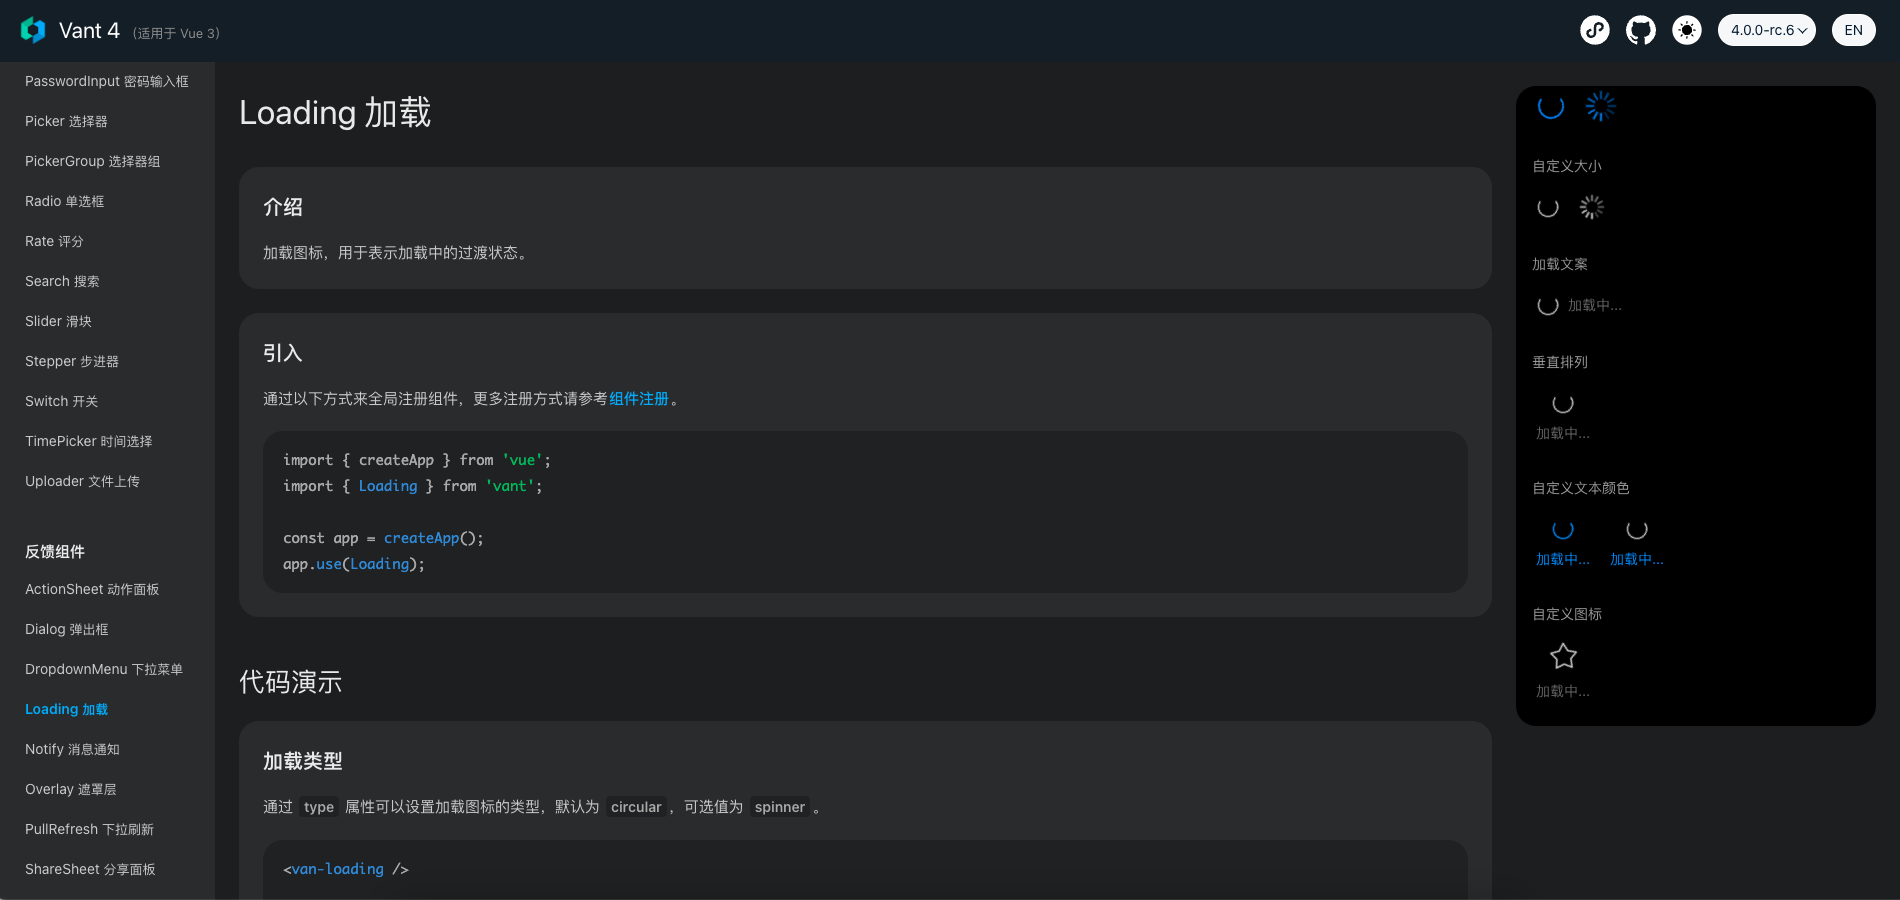 Vant 4 (适用于 Vue 3)
4.0.0-rc.6
EN
PasswordInput 密码输入框
Picker 选择器
PickerGroup 选择器组
Radio 单选框
Rate 评分
Search 搜索
Slider 滑块
Stepper 步进器
Switch 开关
TimePicker 时间选择
Uploader 文件上传
反馈组件
ActionSheet 动作面板
Dialog 弹出框
DropdownMenu 下拉菜单
Loading 加载
Notify 消息通知
Overlay 遮罩层
PullRefresh 下拉刷新
ShareSheet 分享面板
Loading 加载
介绍
加载图标，用于表示加载中的过渡状态。
引入
通过以下方式来全局注册组件，更多注册方式请参考组件注册。
import { createApp } from 'vue';
import { Loading } from 'vant';
const app = createApp();
app.use(Loading);
代码演示
加载类型
通过 type 属性可以设置加载图标的类型，默认为 circular，可选值为 spinner 。
<van-loading />
自定义大小
加载文案
加载中...
垂直排列
加载中...
自定义文本颜色
加载中... 加载中...
自定义图标
加载中...